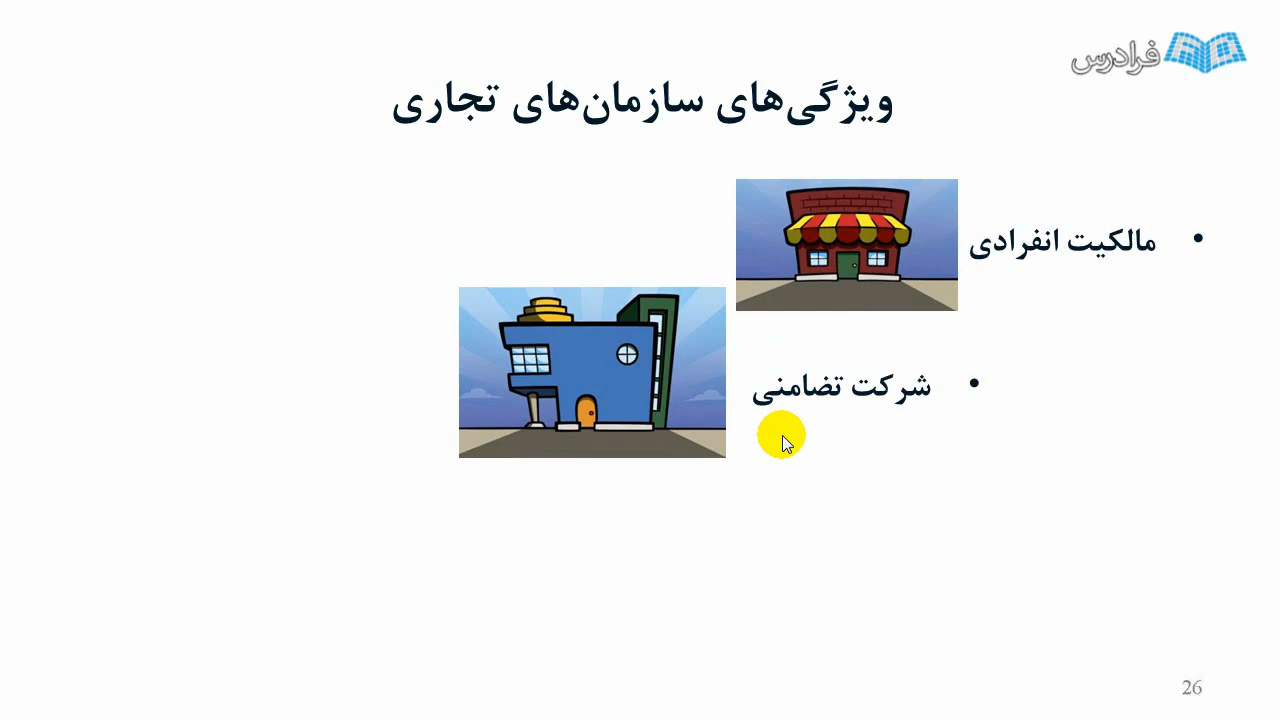 فرادرس
ویژگی‌های سازمان‌های تجاری
• مالکیت انفرادی
• شرکت تضامنی
26